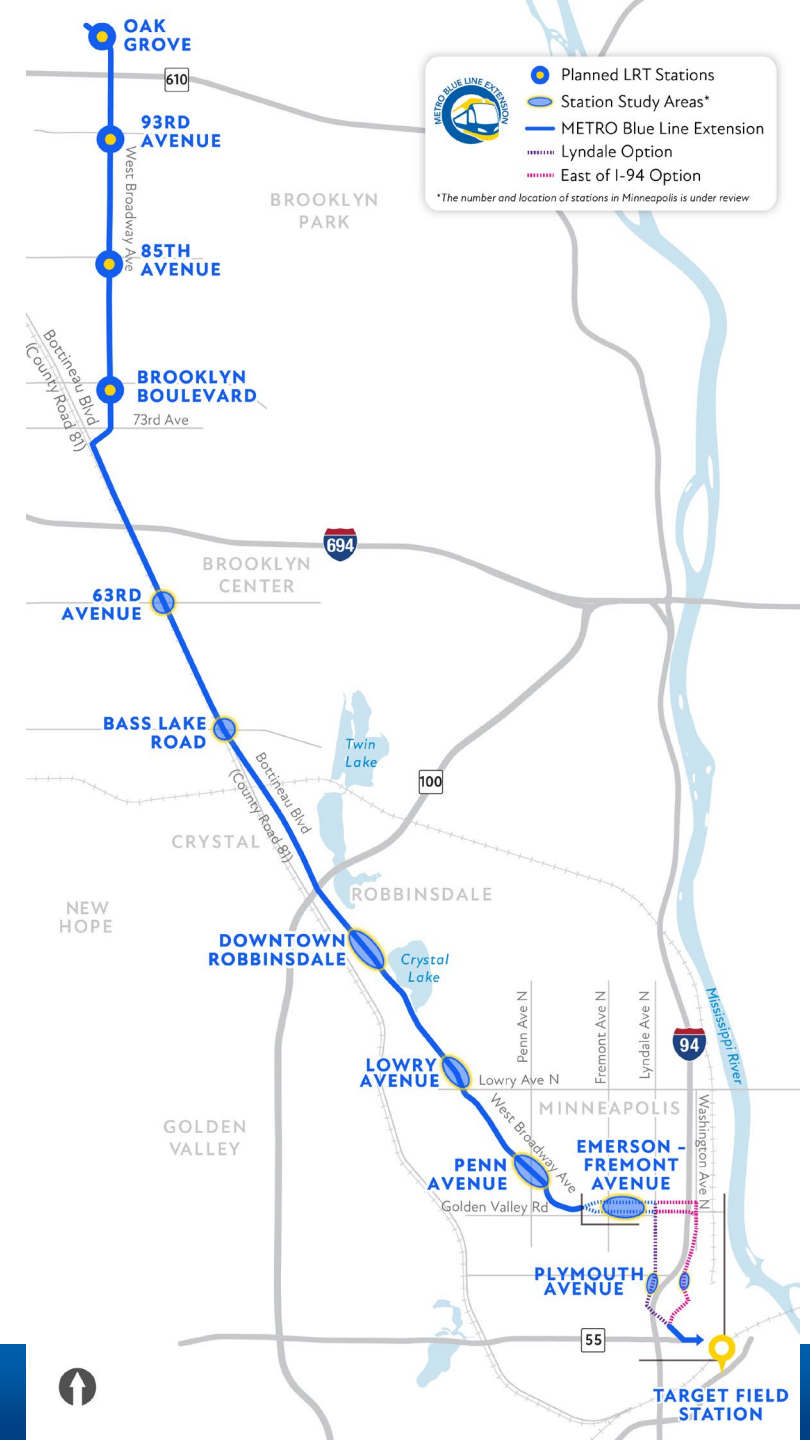 OAK
GROVE
610
METRO BLUE LINE EXTENSION
Planned LRT Stations
Station Study Areas*
METRO Blue Line Extension
Lyndale Option
East of I-94 Option
*The number and location of stations in Minneapolis is under review
93RD
AVENUE
West Broadway Ave
BROOKLYN
PARK
85TH
AVENUE
Bottineau Blvd
(County Road 81)
BROOKLYN
BOULEVARD
73rd Ave
694
BROOKLYN
CENTER
63RD
AVENUE
BASS LAKE
ROAD
Twin
Lake
Bottineau Blvd
(County Road 81)
100
CRYSTAL
ROBBINSDALE
NEW
HOPE
DOWNTOWN
ROBBINSDALE
Crystal
Lake
Penn Ave N
Fremont Ave N
Lyndale Ave N
94
Mississippi River
LOWRY
AVENUE
Lowry Ave N
MINNEAPOLIS
West Broadway Ave
Washington Ave N
GOLDEN
VALLEY
EMERSON –
FREMONT
AVENUE
PENN
AVENUE
Golden Valley Rd
PLYMOUTH
AVENUE
55
TARGET FIELD
STATION